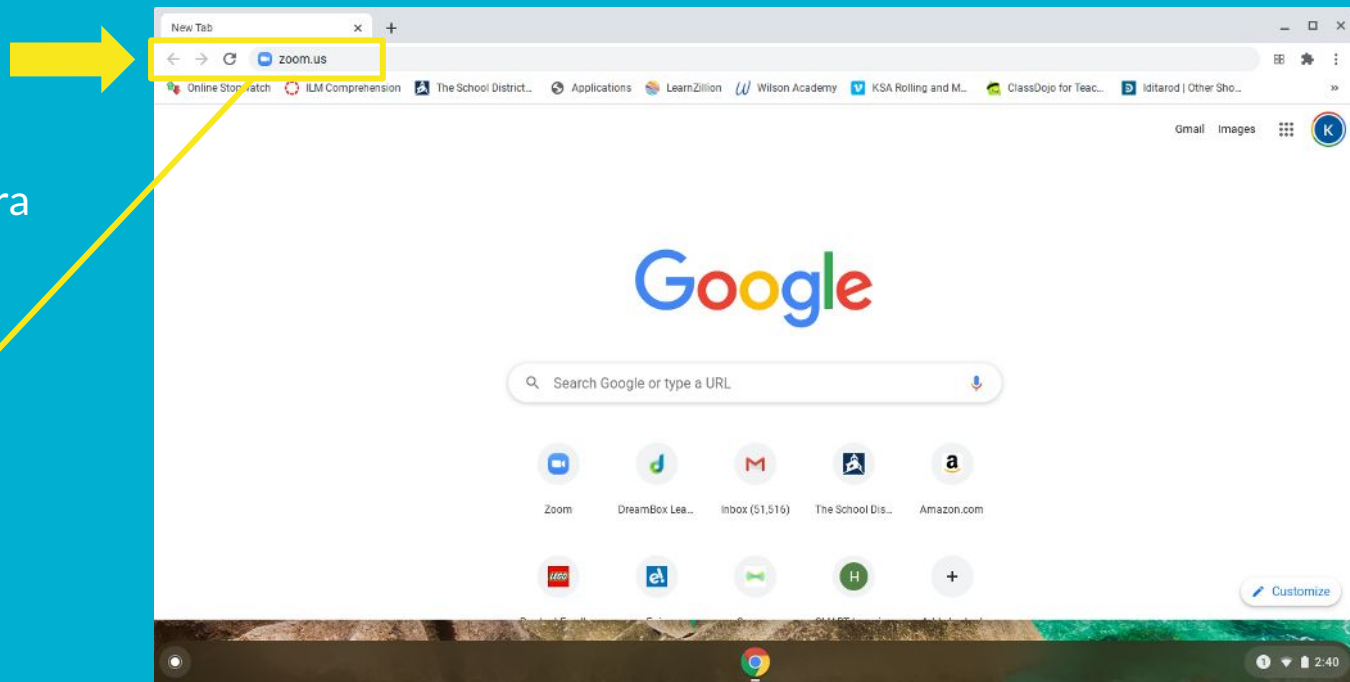 New Tab
zoom.us
Online Stopwatch ILM Comprehension The School District... Applications LearnZillion Wilson Academy KSA Rolling and M... ClassDojo for Teac... Iditarod | Other Sho...
Gmail Images
K
ra
Google
Search Google or type a URL
a
Zoom DreamBox Lea... Inbox (51,516) The School Dis... Amazon.com
LEGO
H
Customize
1 2:40